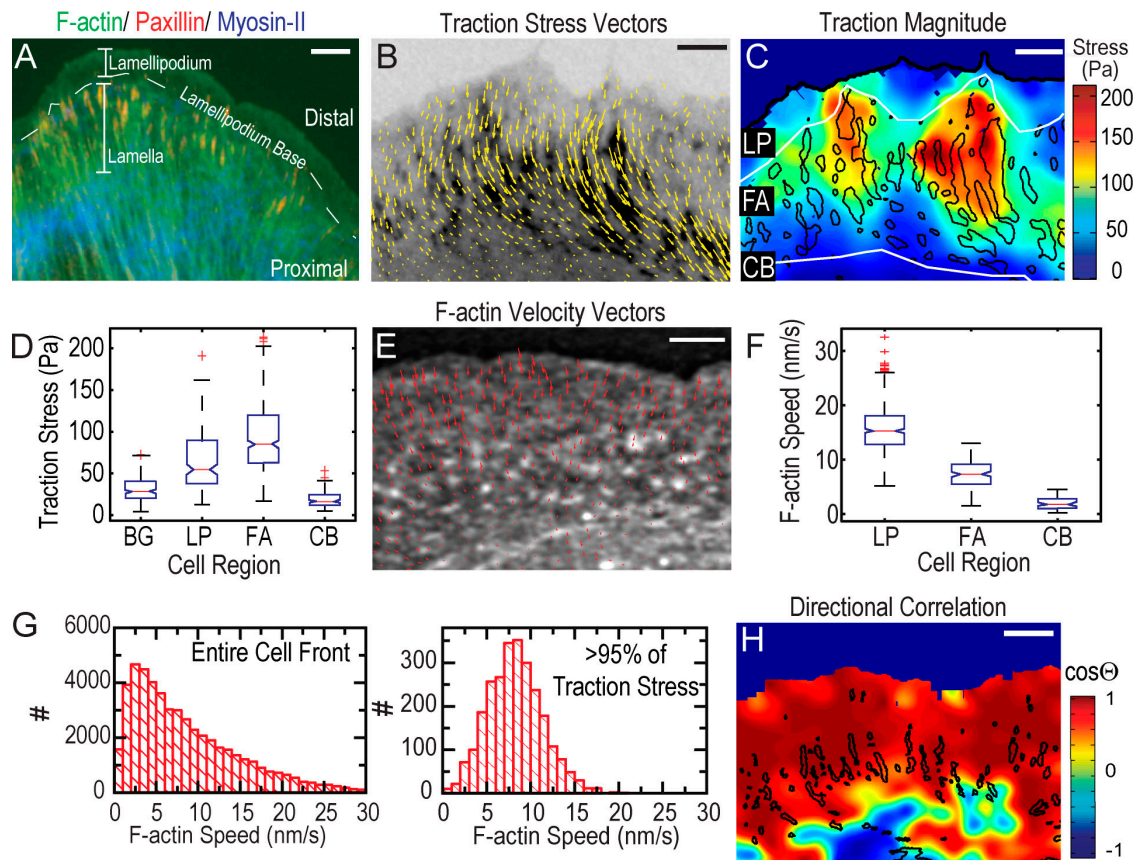 F-actin/ Paxillin/ Myosin-II
A
Lamellipodium
Lamellipodium Base
Distal
Lamella
Proximal
Traction Stress Vectors
B
Traction Magnitude
C
Stress
(Pa)
200
150
100
50
0
LP
FA
CB
D
Traction Stress (Pa)
200
150
100
50
0
BG LP FA CB
Cell Region
F-actin Velocity Vectors
E
F
F-actin Speed (nm/s)
30
20
10
0
LP FA CB
Cell Region
G
#
6000
4000
2000
0
Entire Cell Front
0 5 10 15 20 25 30
F-actin Speed (nm/s)
#
300
200
100
0
>95% of
Traction Stress
0 5 10 15 20 25 30
F-actin Speed (nm/s)
Directional Correlation
H
cosΘ
1
0
-1